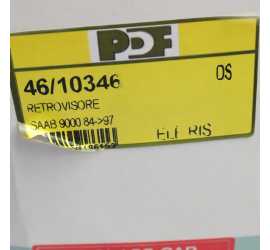 PDF
46/10346 DS
RETROVISORE
SAAB 9000 84->97
ELE RIS